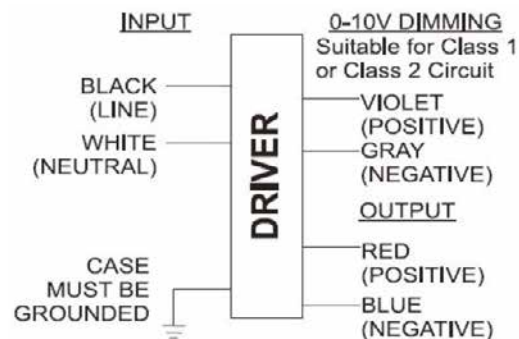 INPUT
BLACK
(LINE)
WHITE
(NEUTRAL)
CASE
MUST BE
GROUNDED
DRIVER
0-10V DIMMING
Suitable for Class 1
or Class 2 Circuit
VIOLET
(POSITIVE)
GRAY
(NEGATIVE)
OUTPUT
RED
(POSITIVE)
BLUE
(NEGATIVE)